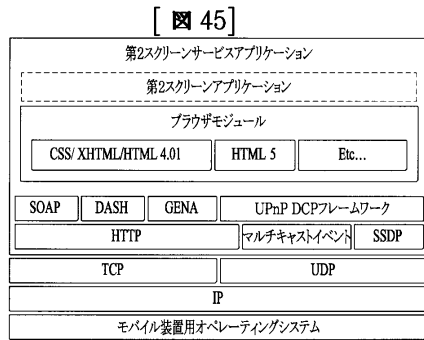 [図 45]
第2スクリーンサービスアプリケーション
第2スクリーンアプリケーション
ブラウザモジュール
CSS/ XHTML/HTML 4.01 HTML 5 Etc...
SOAP DASH GENA UPnP DCPフレームワーク
HTTP マルチキャストイベント SSDP
TCP UDP
IP
モバイル装置用オペレーティングシステム